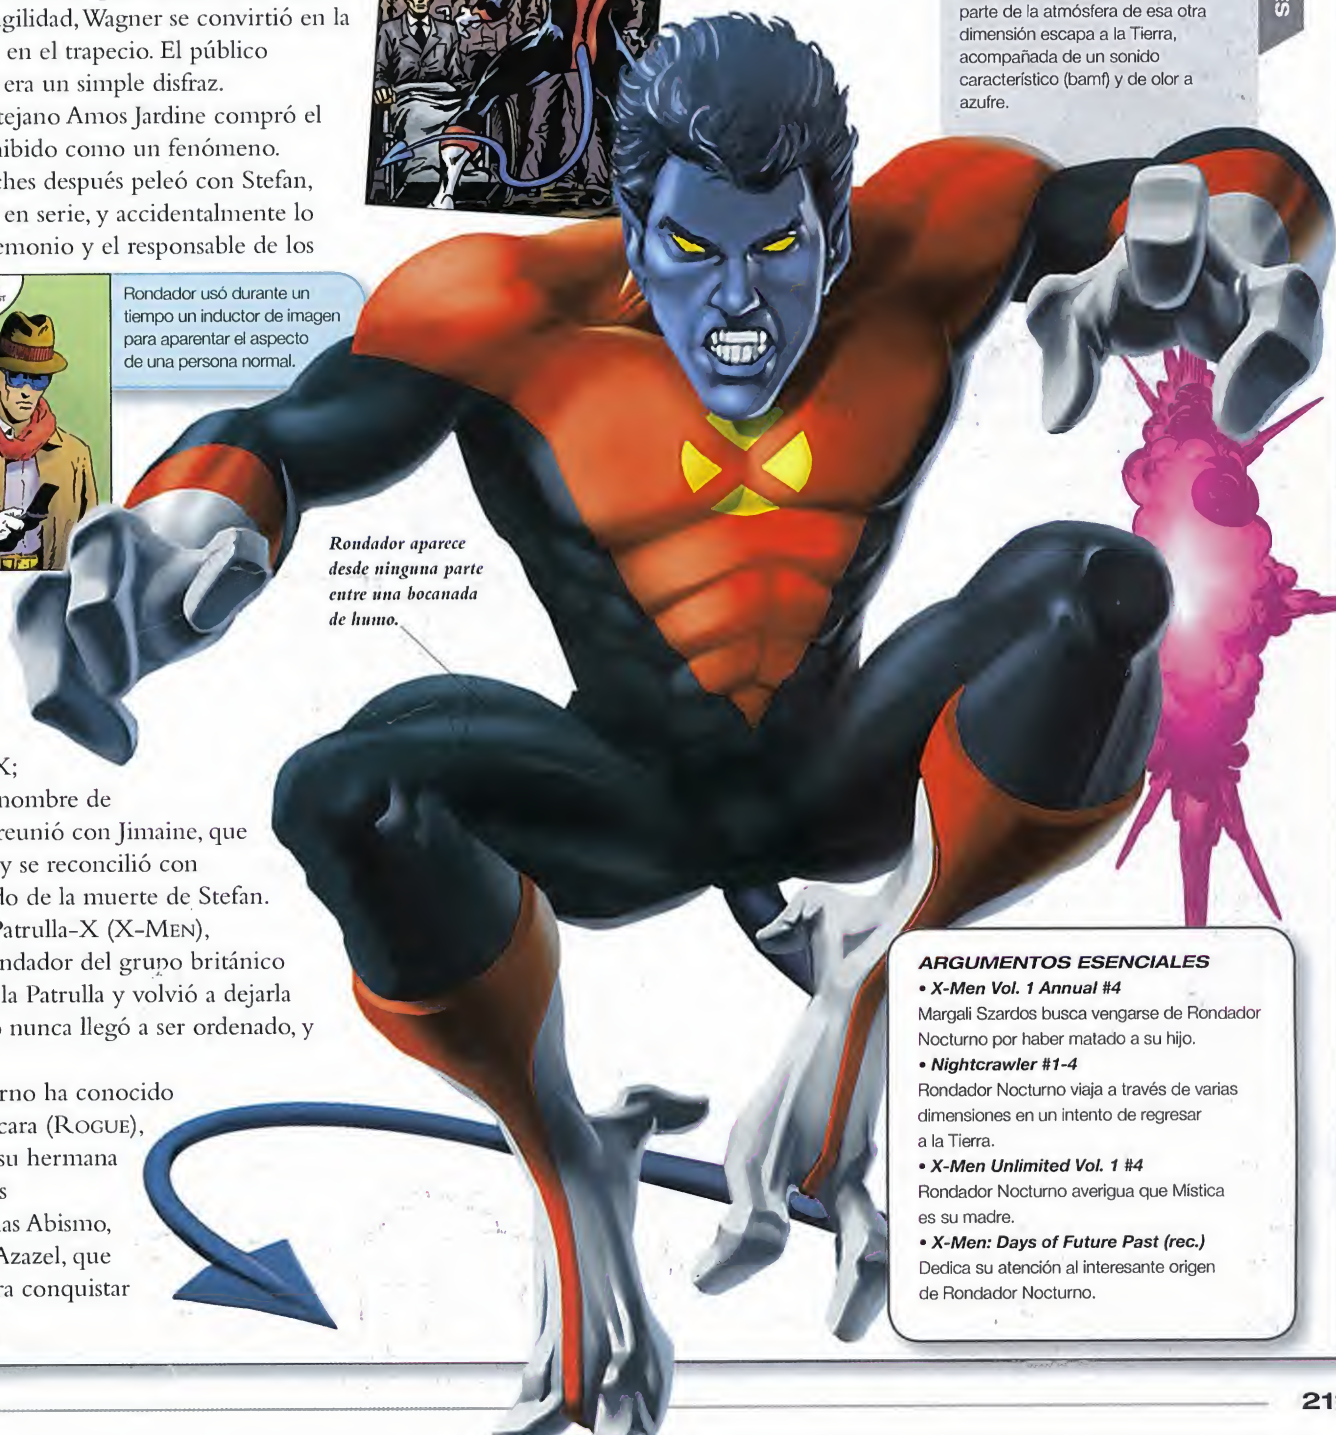 gilidad, Wagner se convirtió en la
en el trapecio. El público
era un simple disfraz.
tejano Amos Jardine compró el
ibido como un fenómeno.
ches después peleó con Stefan,
en serie, y accidentalmente lo
emonio y el responsable de los
parte de la atmósfera de esa otra
dimensión escapa a la Tierra,
acompañada de un sonido
característico (bamf) y de olor a
azufre.
S
Rondador usó durante un
tiempo un inductor de imagen
para aparentar el aspecto
de una persona normal.
Rondador aparece
desde ninguna parte
entre una bocanada
de humo.
X;
nombre de
reunió con Jimaine, que
y se reconcilió con
do de la muerte de Stefan.
Patrulla-X (X-MEN),
ndador del grupo británico
la Patrulla y volvió a dejarla
o nunca llegó a ser ordenado, y
rno ha conocido
cara (ROGUE),
su hermana
s
as Abismo,
Azazel, que
ra conquistar
ARGUMENTOS ESENCIALES
• X-Men Vol. 1 Annual #4
Margali Szardos busca vengarse de Rondador
Nocturno por haber matado a su hijo.
• Nightcrawler #1-4
Rondador Nocturno viaja a través de varias
dimensiones en un intento de regresar
a la Tierra.
• X-Men Unlimited Vol. 1 #4
Rondador Nocturno averigua que Mística
es su madre.
• X-Men: Days of Future Past (rec.)
Dedica su atención al interesante origen
de Rondador Nocturno.
21